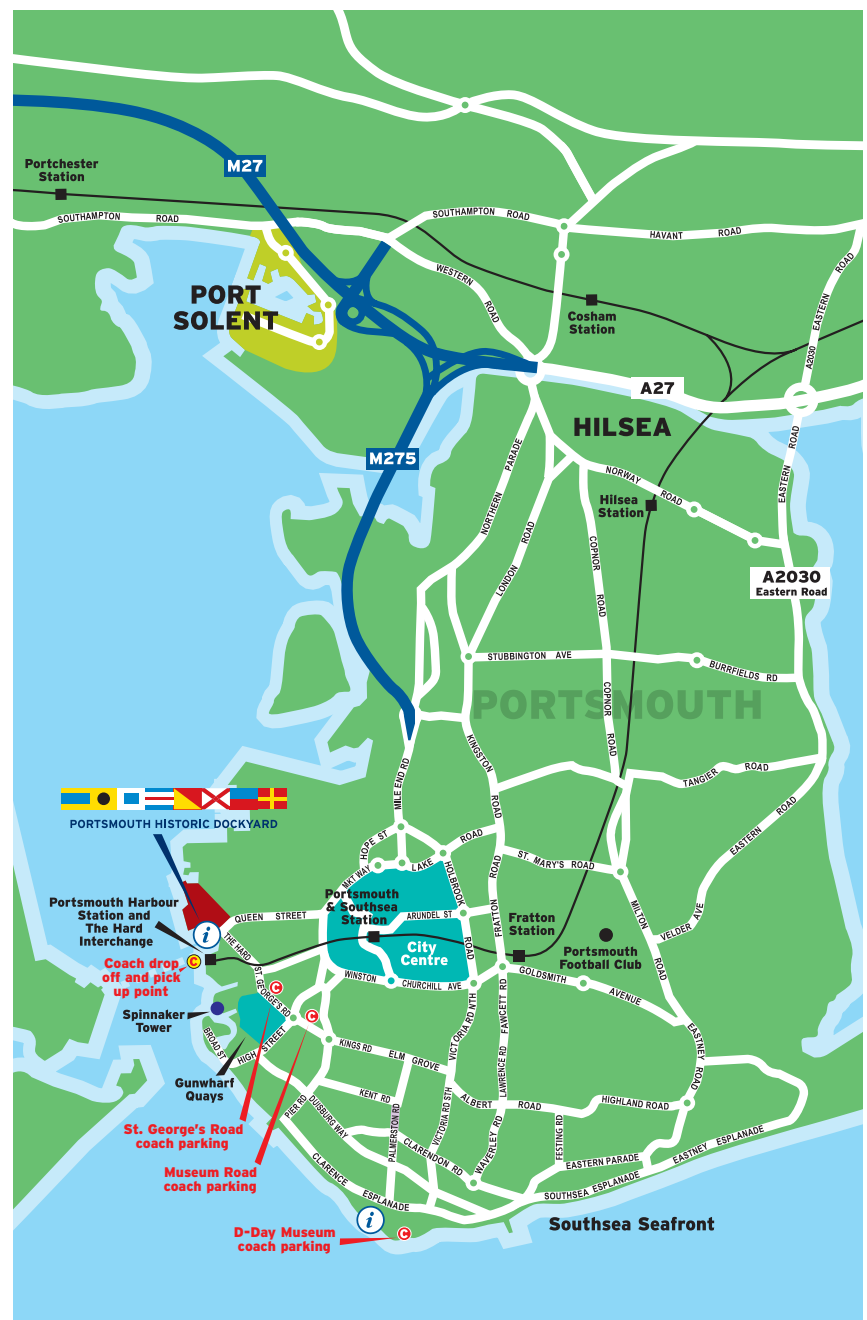 Portchester
Station
M27
SOUTHAMPTON ROAD
SOUTHAMPTON ROAD
HAVANT ROAD
EASTERN ROAD
A2030
WESTERN ROAD
PORT
SOLENT
Cosham
Station
A27
HILSEA
M275
NORTHERN PARADE
NORWAY ROAD
EASTERN ROAD
Hilsea
Station
LONDON ROAD
COPNOR ROAD
A2030
Eastern Road
STUBBINGTON AVE
BURRFIELDS RD
COPNOR ROAD
PORTSMOUTH
KINGSTON ROAD
MILE END RD
TANGIER ROAD
EASTERN ROAD
PORTSMOUTH HISTORIC DOCKYARD
HOPE ST
LAKE ROAD
MKT WAY
HOLBROOK ROAD
ST. MARY'S ROAD
FRATTON ROAD
MILTON ROAD
VELDER AVE
Portsmouth Harbour
Station and
The Hard
Interchange
QUEEN STREET
Portsmouth
& Southsea
Station
ARUNDEL ST
City
Centre
Fratton
Station
Portsmouth
Football Club
i
THE HARD
C
Coach drop
off and pick
up point
ST. GEORGE'S RD
C
C
WINSTON CHURCHILL AVE
GOLDSMITH AVENUE
Spinnaker
Tower
BROAD ST
HIGH STREET
Gunwharf
Quays
KINGS RD
ELM GROVE
VICTORIA RD NTH
FAWCETT RD
LAWRENCE RD
EASTNEY ROAD
KENT RD
PIER RD
DUISBURG WAY
PALMERSTON RD
VICTORIA RD STH
ALBERT ROAD
HIGHLAND ROAD
St. George's Road
coach parking
CLARENDON RD
WAVERLEY RD
FESTING RD
EASTERN PARADE
EASTNEY ESPLANADE
Museum Road
coach parking
CLARENCE ESPLANADE
SOUTHSEA ESPLANADE
Southsea Seafront
i
C
D-Day Museum
coach parking